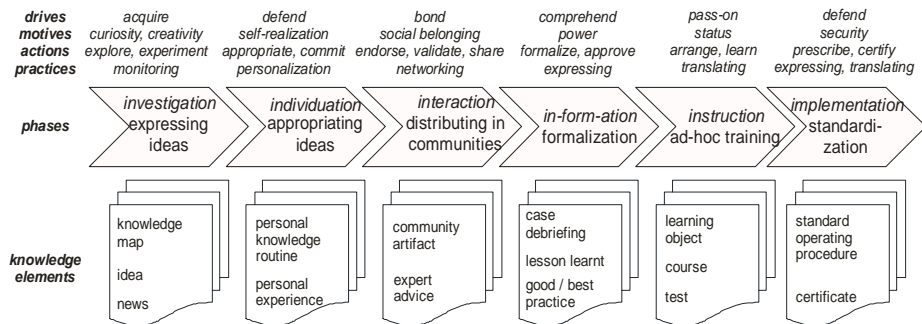 drives acquire defend bond comprehend pass-on defend
motives curiosity, creativity self-realization social belonging power status security
actions explore, experiment appropriate, commit endorse, validate, share formalize, approve arrange, learn prescribe, certify
practices monitoring personalization networking expressing translating expressing, translating
phases
investigation
expressing
ideas
individuation
appropriating
ideas
interaction
distributing in
communities
in-form-ation
formalization
instruction
ad-hoc training
implementation
standardi-
zation
knowledge
elements
knowledge
map
idea
news
personal
knowledge
routine
personal
experience
community
artifact
expert
advice
case
debriefing
lesson learnt
good / best
practice
learning
object
course
test
standard
operating
procedure
certificate